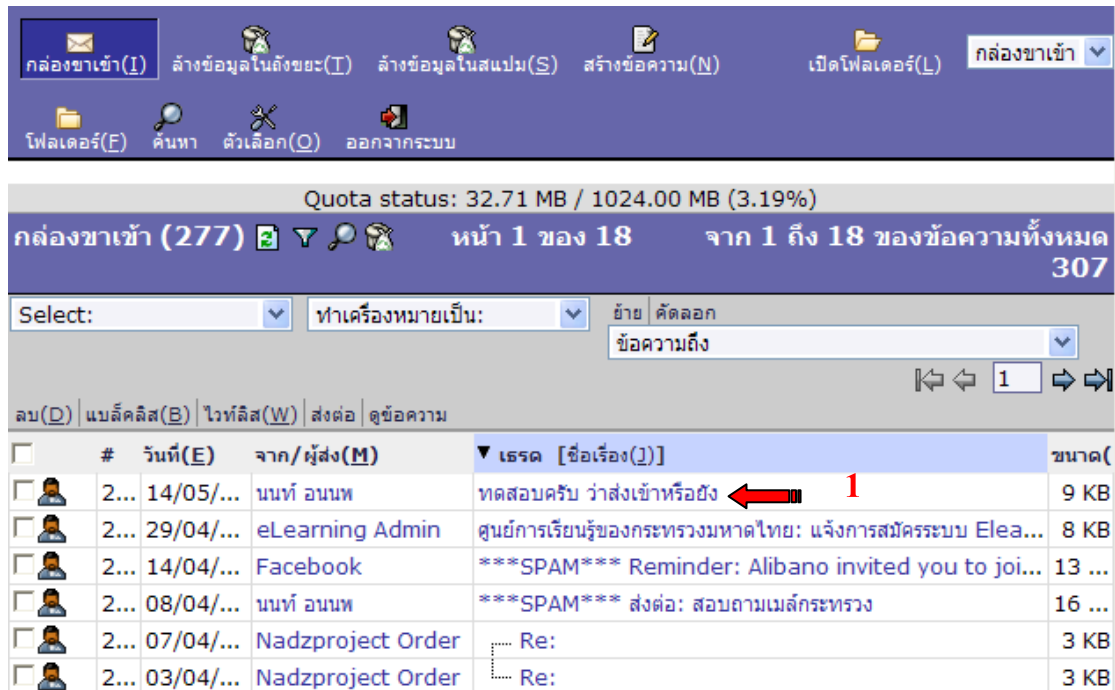 กล่องขาเข้า(I) ล้างข้อมูลในถังขยะ(T) ล้างข้อมูลในสแปม(S) สร้างข้อความ(N) เปิดโฟลเดอร์(L) กล่องขาเข้า
โฟลเดอร์(F) ค้นหา ตัวเลือก(O) ออกจากระบบ
Quota status: 32.71 MB / 1024.00 MB (3.19%)
กล่องขาเข้า (277) หน้า 1 ของ 18 จาก 1 ถึง 18 ของข้อความทั้งหมด
307
Select: ทำเครื่องหมายเป็น: ย้าย คัดลอก
ข้อความถึง
1
ลบ(D) แบล็คลิส(B) ไวท์ลิส(W) ส่งต่อ ดูข้อความ
# วันที่(E) จาก/ผู้ส่ง(M) ▼ เธรด [ชื่อเรื่อง(J)] ขนาด(
2... 14/05/... นนท์ อนนพ ทดสอบครับ ว่าส่งเข้าหรือยัง 1 9 KB
2... 29/04/... eLearning Admin ศูนย์การเรียนรู้ของกระทรวงมหาดไทย: แจ้งการสมัครระบบ Elea... 8 KB
2... 14/04/... Facebook ***SPAM*** Reminder: Alibano invited you to joi... 13 ...
2... 08/04/... นนท์ อนนพ ***SPAM*** ส่งต่อ: สอบถามเมล์กระทรวง 16 ...
2... 07/04/... Nadzproject Order Re: 3 KB
2... 03/04/... Nadzproject Order Re: 3 KB